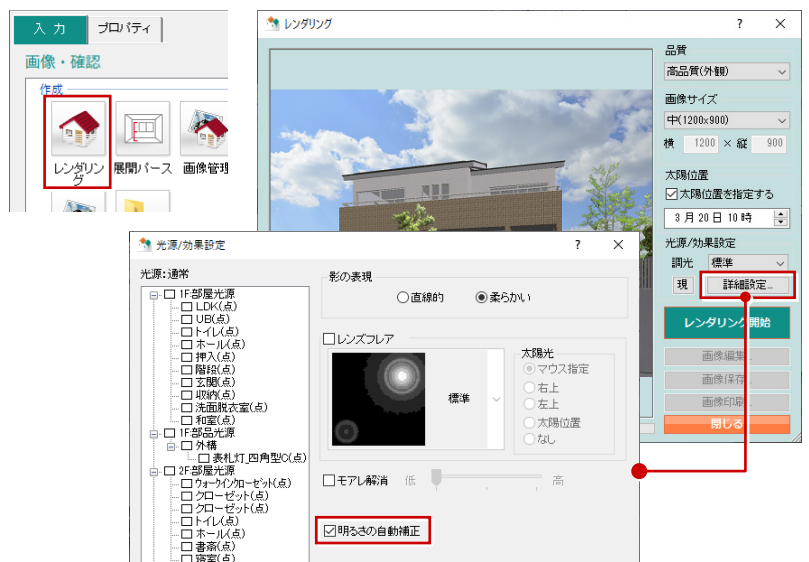 入 力
プロパティ
画像・確認
作成
レンダリン
グ
展開パース
画像管理
レンダリング
?
×
品質
高品質(外観)
画像サイズ
中(1200x900)
横 1200 × 縦 900
太陽位置
太陽位置を指定する
3 月 20 日 10 時
光源/効果設定
調光 標準
現 詳細設定...
レンダリング開始
画像編集...
画像保存...
画像印刷...
閉じる
光源/効果設定
?
×
光源:通常
1F:部屋光源
LDK(点)
UB(点)
トイレ(点)
ホール(点)
押入(点)
階段(点)
玄関(点)
収納(点)
洗面脱衣室(点)
和室(点)
1F:部品光源
外構
表札灯_四角型C(点)
2F:部屋光源
ウォークインクローゼット(点)
クローゼット(点)
クローゼット(点)
トイレ(点)
ホール(点)
書斎(点)
寝室(点)
影の表現
直線的
柔らかい
レンズフレア
標準
太陽光
マウス指定
右上
左上
太陽位置
なし
モアレ解消 低 高
明るさの自動補正